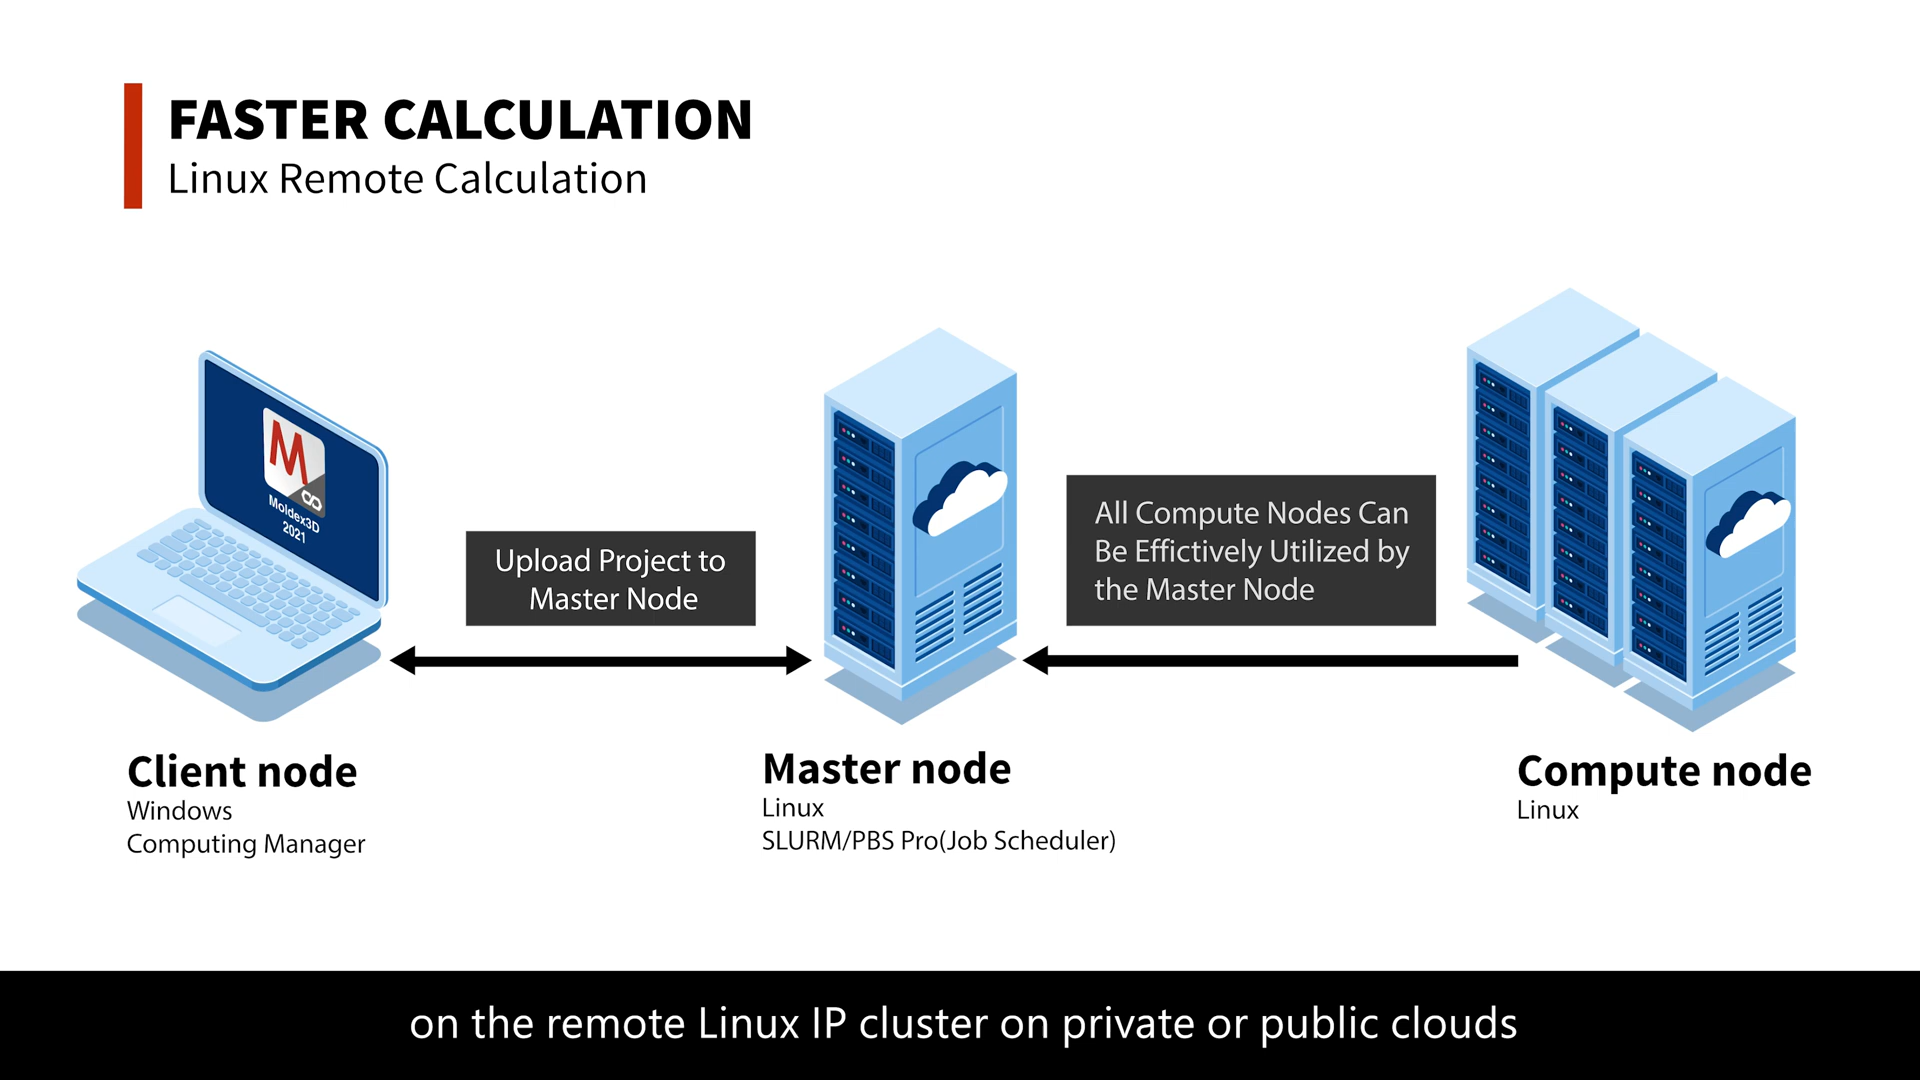 FASTER CALCULATION
Linux Remote Calculation
M
Moldex3D
2021
Upload Project to
Master Node
All Compute Nodes Can
Be Effictively Utilized by
the Master Node
Client node
Windows
Computing Manager
Master node
Linux
SLURM/PBS Pro(Job Scheduler)
Compute node
Linux
on the remote Linux IP cluster on private or public clouds